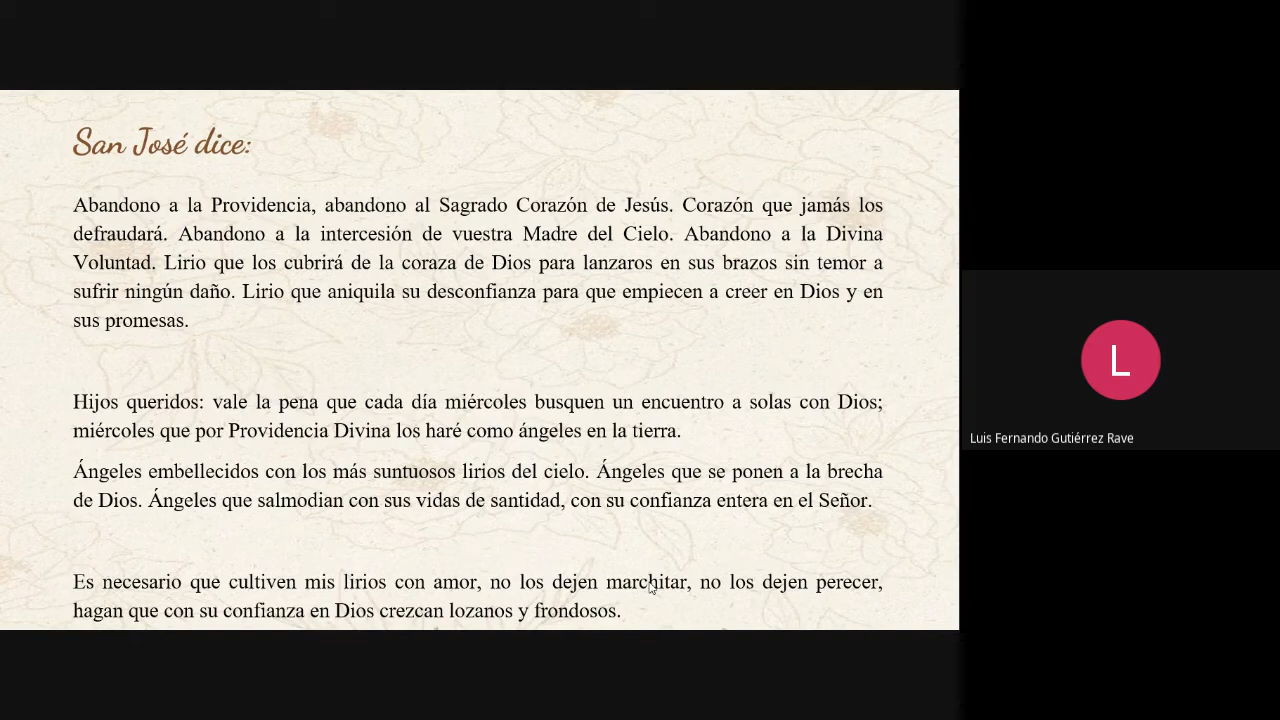 San José dice:
Abandono a la Providencia, abandono al Sagrado Corazón de Jesús. Corazón que jamás los
defraudará. Abandono a la intercesión de vuestra Madre del Cielo. Abandono a la Divina
Voluntad. Lirio que los cubrirá de la coraza de Dios para lanzaros en sus brazos sin temor a
sufrir ningún daño. Lirio que aniquila su desconfianza para que empiecen a creer en Dios y en
sus promesas.
Hijos queridos: vale la pena que cada día miércoles busquen un encuentro a solas con Dios;
miércoles que por Providencia Divina los haré como ángeles en la tierra.
Ángeles embellecidos con los más suntuosos lirios del cielo. Ángeles que se ponen a la brecha
de Dios. Ángeles que salmodian con sus vidas de santidad, con su confianza entera en el Señor.
Es necesario que cultiven mis lirios con amor, no los dejen marchitar, no los dejen perecer,
hagan que con su confianza en Dios crezcan lozanos y frondosos.
L
Luis Fernando Gutiérrez Rave